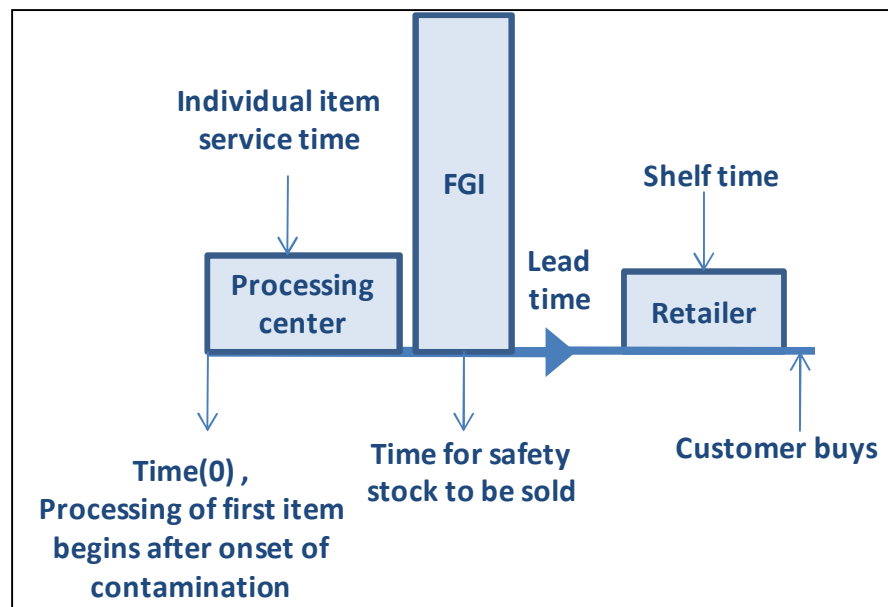 Individual item
service time
FGI
Shelf time
Lead
time
Processing
center
Retailer
Time(0) ,
Processing of first item
begins after onset of
contamination
Time for safety
stock to be sold
Customer buys